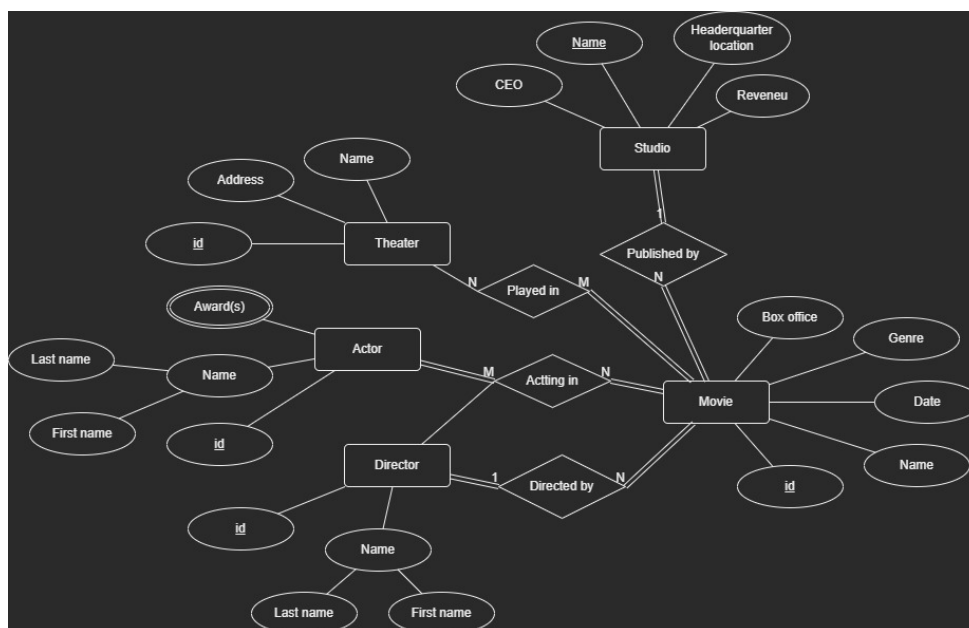 Headerquarter
location
Name
CEO
Reveneu
Studio
Name
Address
1
id
Theater
Published by
N
M
N
Played in
Award(s)
Box office
Genre
Last name
Actor
Name
M
N
Actting in
Movie
Date
First name
id
Director
Name
1
N
Directed by
id
id
Name
Last name
First name